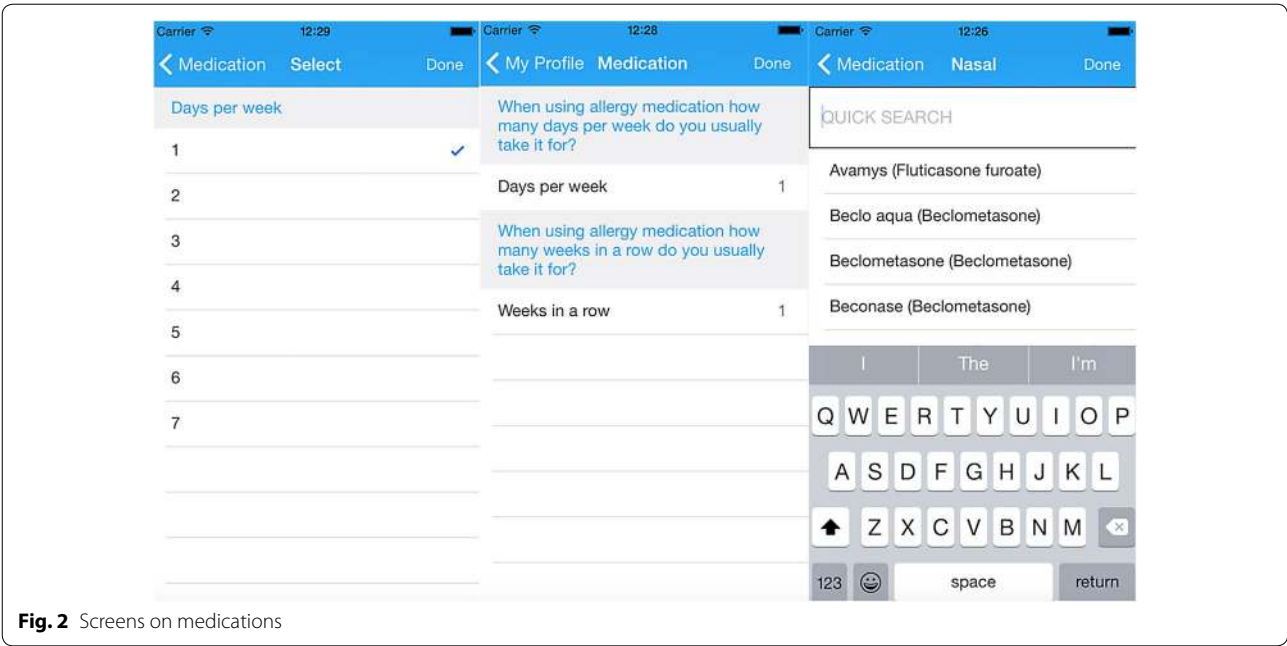 Carrier 12:29
Medication Select Done
Days per week
1
2
3
4
5
6
7
Carrier 12:28
My Profile Medication Done
When using allergy medication how
many days per week do you usually
take it for?
Days per week 1
When using allergy medication how
many weeks in a row do you usually
take it for?
Weeks in a row 1
Carrier 12:26
Medication Nasal Done
QUICK SEARCH
Avamys (Fluticasone furoate)
Beclo aqua (Beclometasone)
Beclometasone (Beclometasone)
Beconase (Beclometasone)
I The I'm
Q W E R T Y U I O P
A S D F G H J K L
Z X C V B N M
123 space return
Fig. 2 Screens on medications